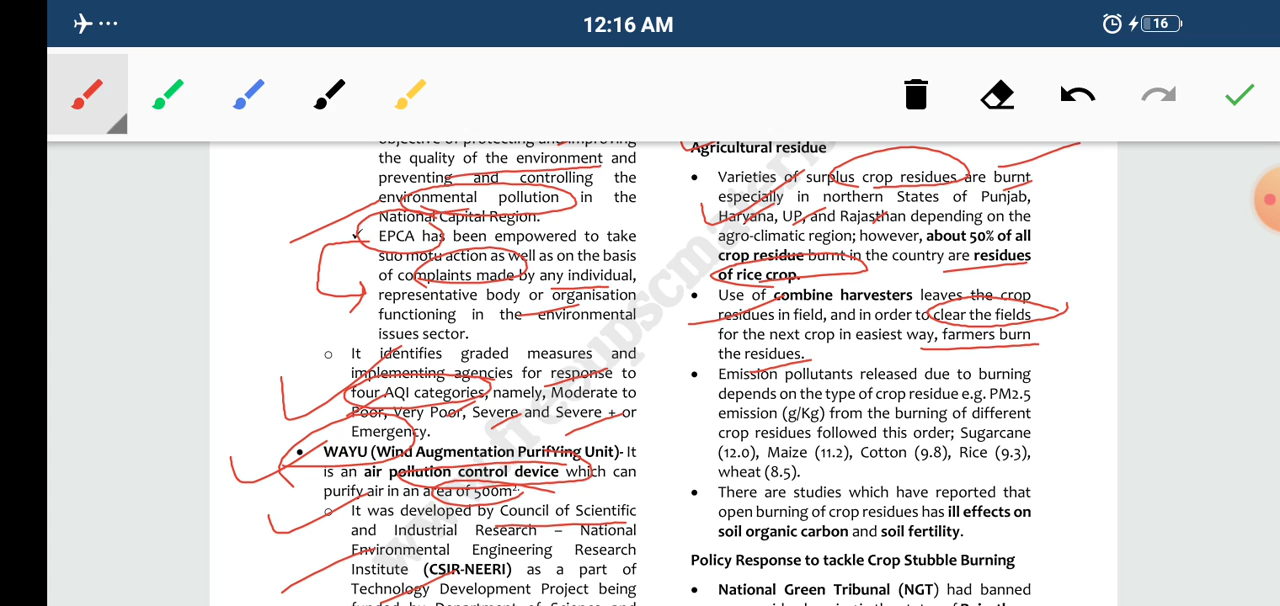 12:16 AM
16
objective of protecting and improving
the quality of the environment and
preventing and controlling the
environmental pollution in the
National Capital Region.
EPCA has been empowered to take
suo motu action as well as on the basis
of complaints made by any individual,
representative body or organisation
functioning in the environmental
issues sector.
It identifies graded measures and
implementing agencies for response to
four AQI categories, namely, Moderate to
Poor, Very Poor, Severe and Severe + or
Emergency.
WAYU (Wind Augmentation PurifYing Unit)- It
is an air pollution control device which can
purify air in an area of 500m².
It was developed by Council of Scientific
and Industrial Research – National
Environmental Engineering Research
Institute (CSIR-NEERI) as a part of
Technology Development Project being
funded by Department of Science and
Agricultural residue
Varieties of surplus crop residues are burnt
especially in northern States of Punjab,
Haryana, UP, and Rajasthan depending on the
agro-climatic region; however, about 50% of all
crop residue burnt in the country are residues
of rice crop.
Use of combine harvesters leaves the crop
residues in field, and in order to clear the fields
for the next crop in easiest way, farmers burn
the residues.
Emission pollutants released due to burning
depends on the type of crop residue e.g. PM2.5
emission (g/Kg) from the burning of different
crop residues followed this order; Sugarcane
(12.0), Maize (11.2), Cotton (9.8), Rice (9.3),
wheat (8.5).
There are studies which have reported that
open burning of crop residues has ill effects on
soil organic carbon and soil fertility.
Policy Response to tackle Crop Stubble Burning
National Green Tribunal (NGT) had banned